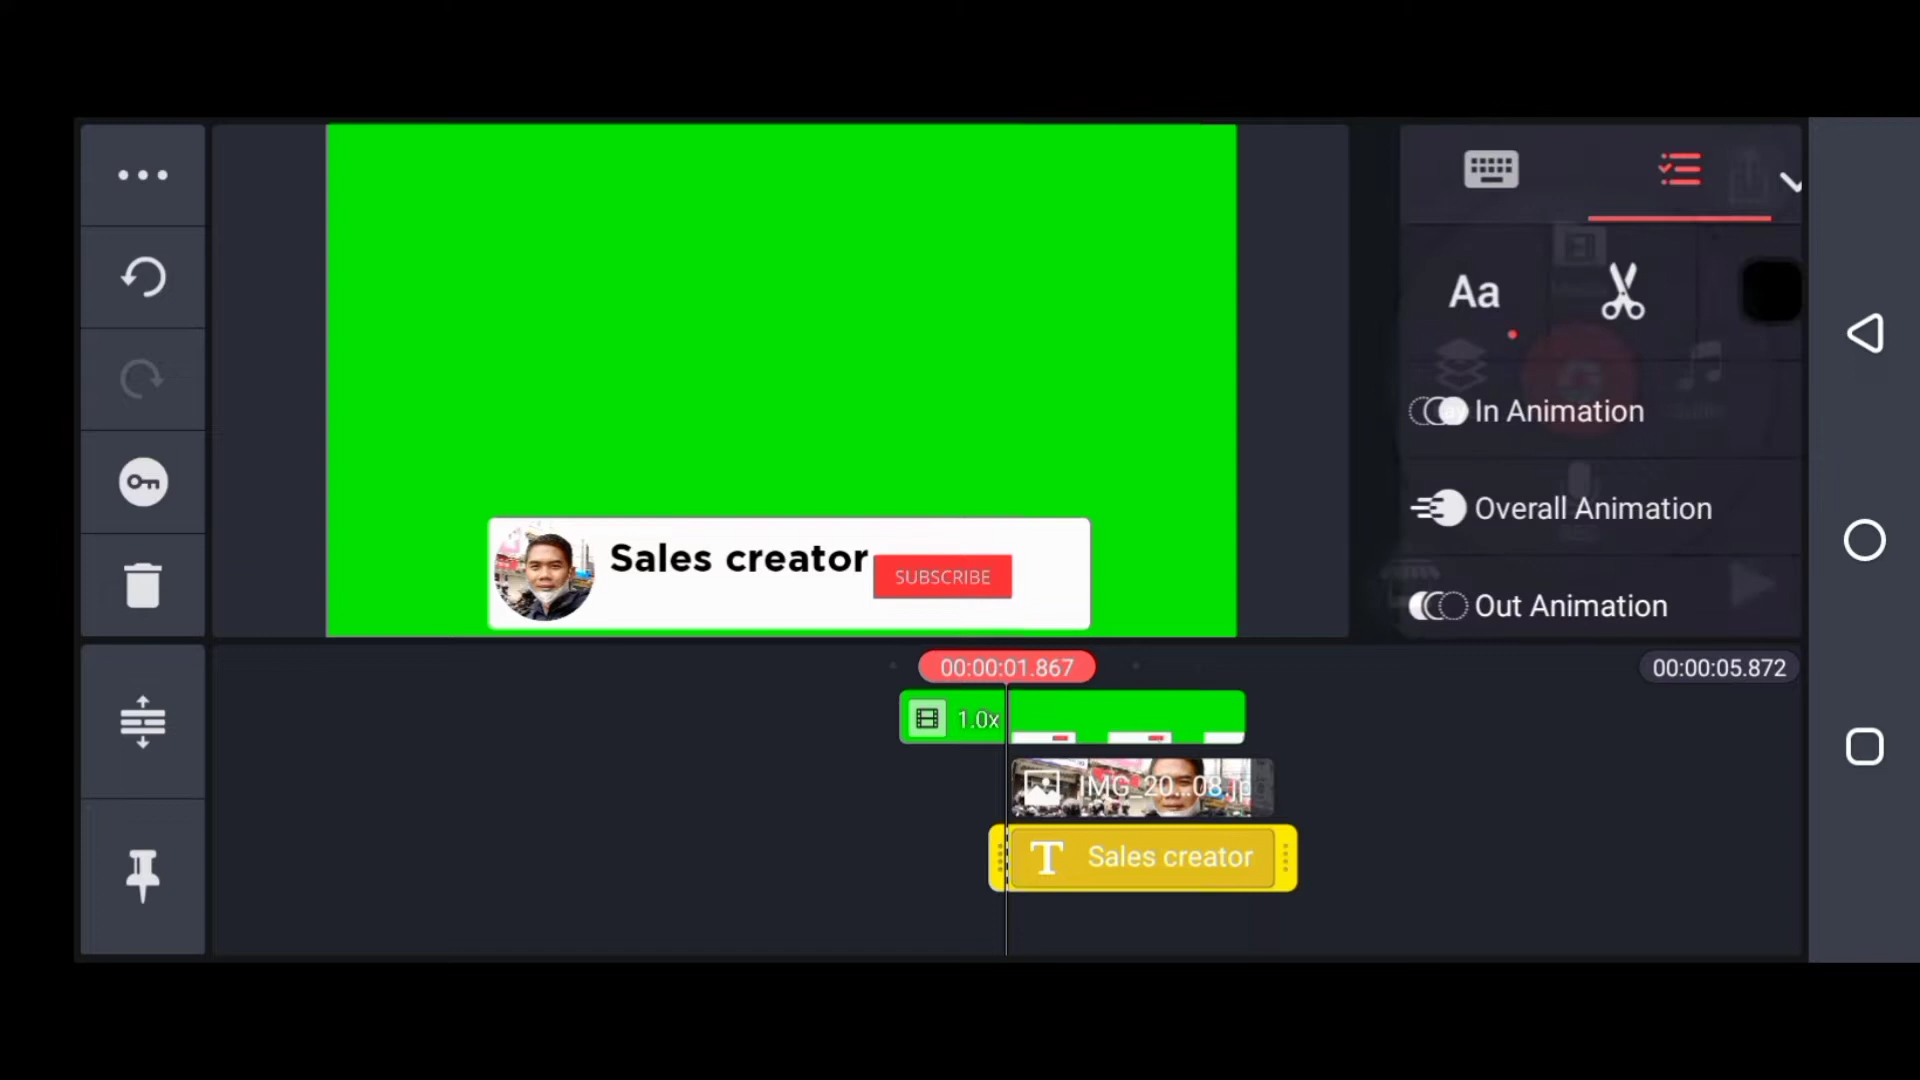 Aa
In Animation
Overall Animation
Out Animation
Sales creator
SUBSCRIBE
00:00:01.867
00:00:05.872
1.0x
IMG_20...08.jp
T Sales creator